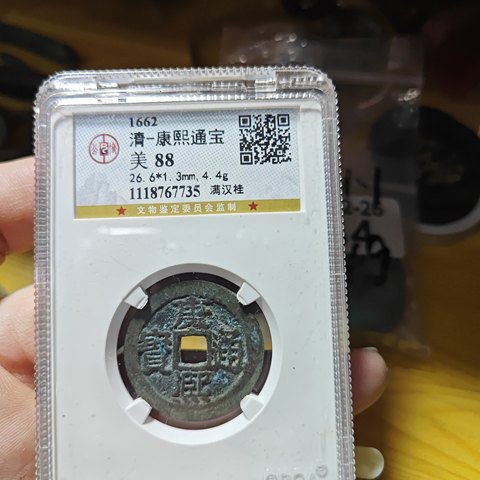 1662
清-康熙通宝
美 88
26.6*1.3mm,4.4g
1118767735 满汉桂
★ 文物鉴定委员会监制 ★
康熙通寶